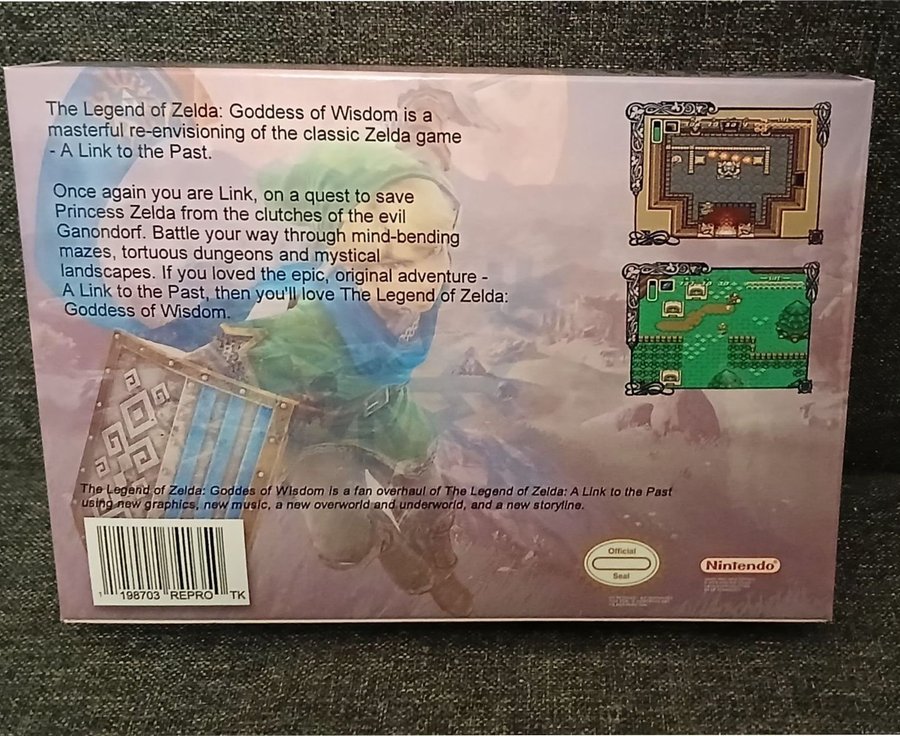 The Legend of Zelda: Goddess of Wisdom is a
masterful re-envisioning of the classic Zelda game
- A Link to the Past.
Once again you are Link, on a quest to save
Princess Zelda from the clutches of the evil
Ganondorf. Battle your way through mind-bending
mazes, tortuous dungeons and mystical
landscapes. If you loved the epic, original adventure -
A Link to the Past, then you'll love The Legend of Zelda:
Goddess of Wisdom.
The Legend of Zelda: Goddes of Wisdom is a fan overhaul of The Legend of Zelda: A Link to the Past
using new graphics, new music, a new overworld and underworld, and a new storyline.
198703 REPRO TK
Official
Seal
Nintendo